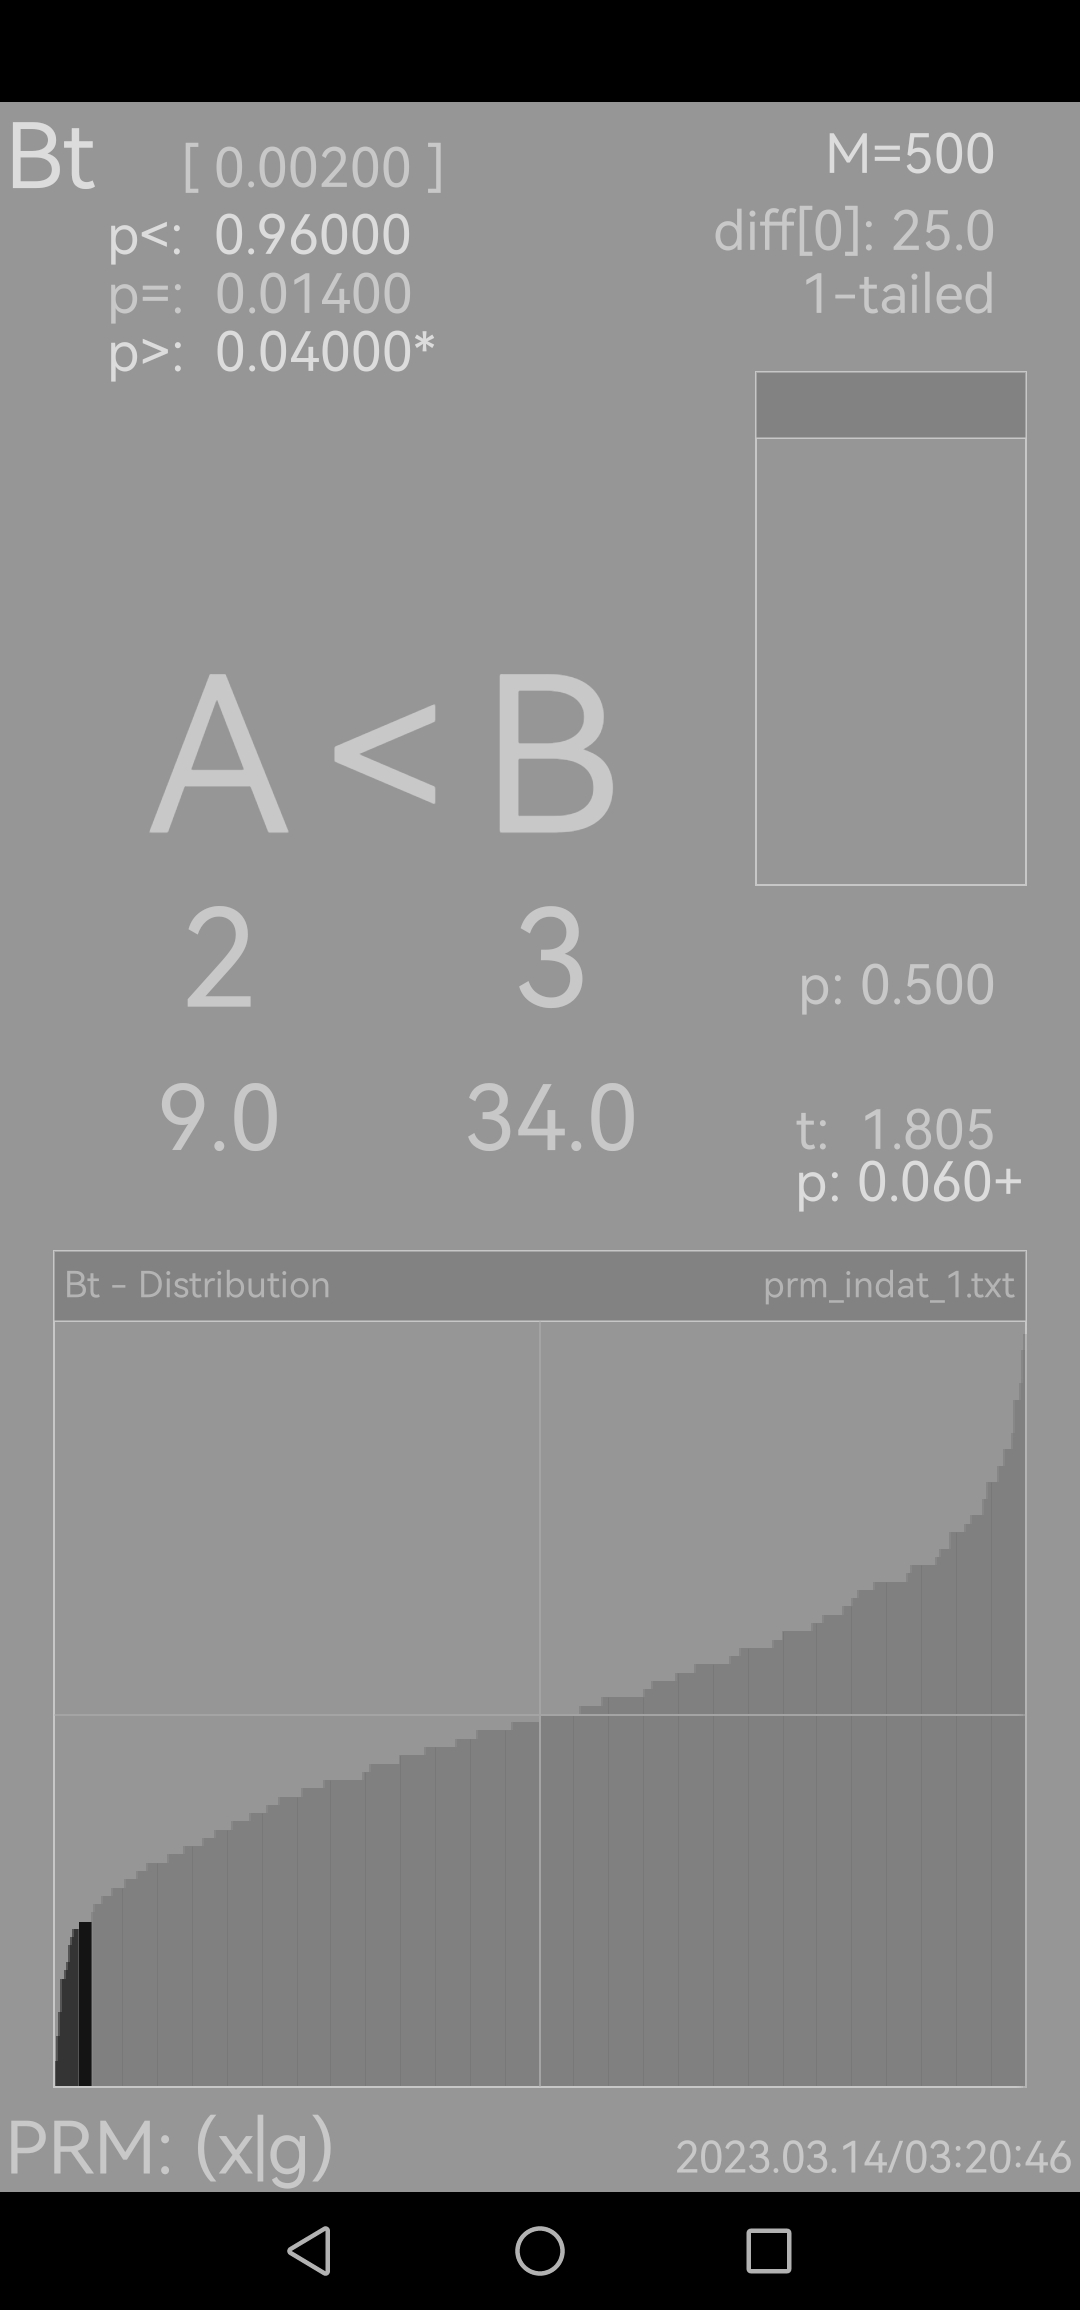 Bt [ 0.00200 ] M=500
p<: 0.96000 diff[0]: 25.0
p=: 0.01400 1-tailed
p>: 0.04000*
A < B
2 3 p: 0.500
9.0 34.0 t: 1.805
p: 0.060+
Bt - Distribution prm_indat_1.txt
PRM: (x|g) 2023.03.14/03:20:46